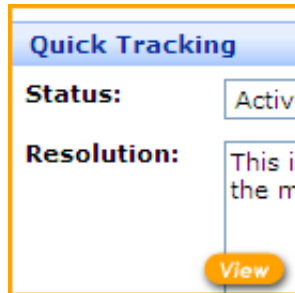 Quick Tracking
Status:
Activ
Resolution:
This i
the m
View